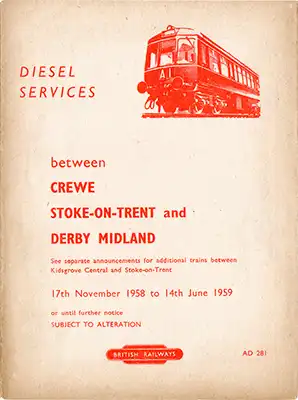 DIESEL
SERVICES
A
between
CREWE
STOKE-ON-TRENT and
DERBY MIDLAND
See separate announcements for additional trains between
Kidsgrove Central and Stoke-on-Trent
17th November 1958 to 14th June 1959
or until further notice
SUBJECT TO ALTERATION
BRITISH RAILWAYS
AD 281